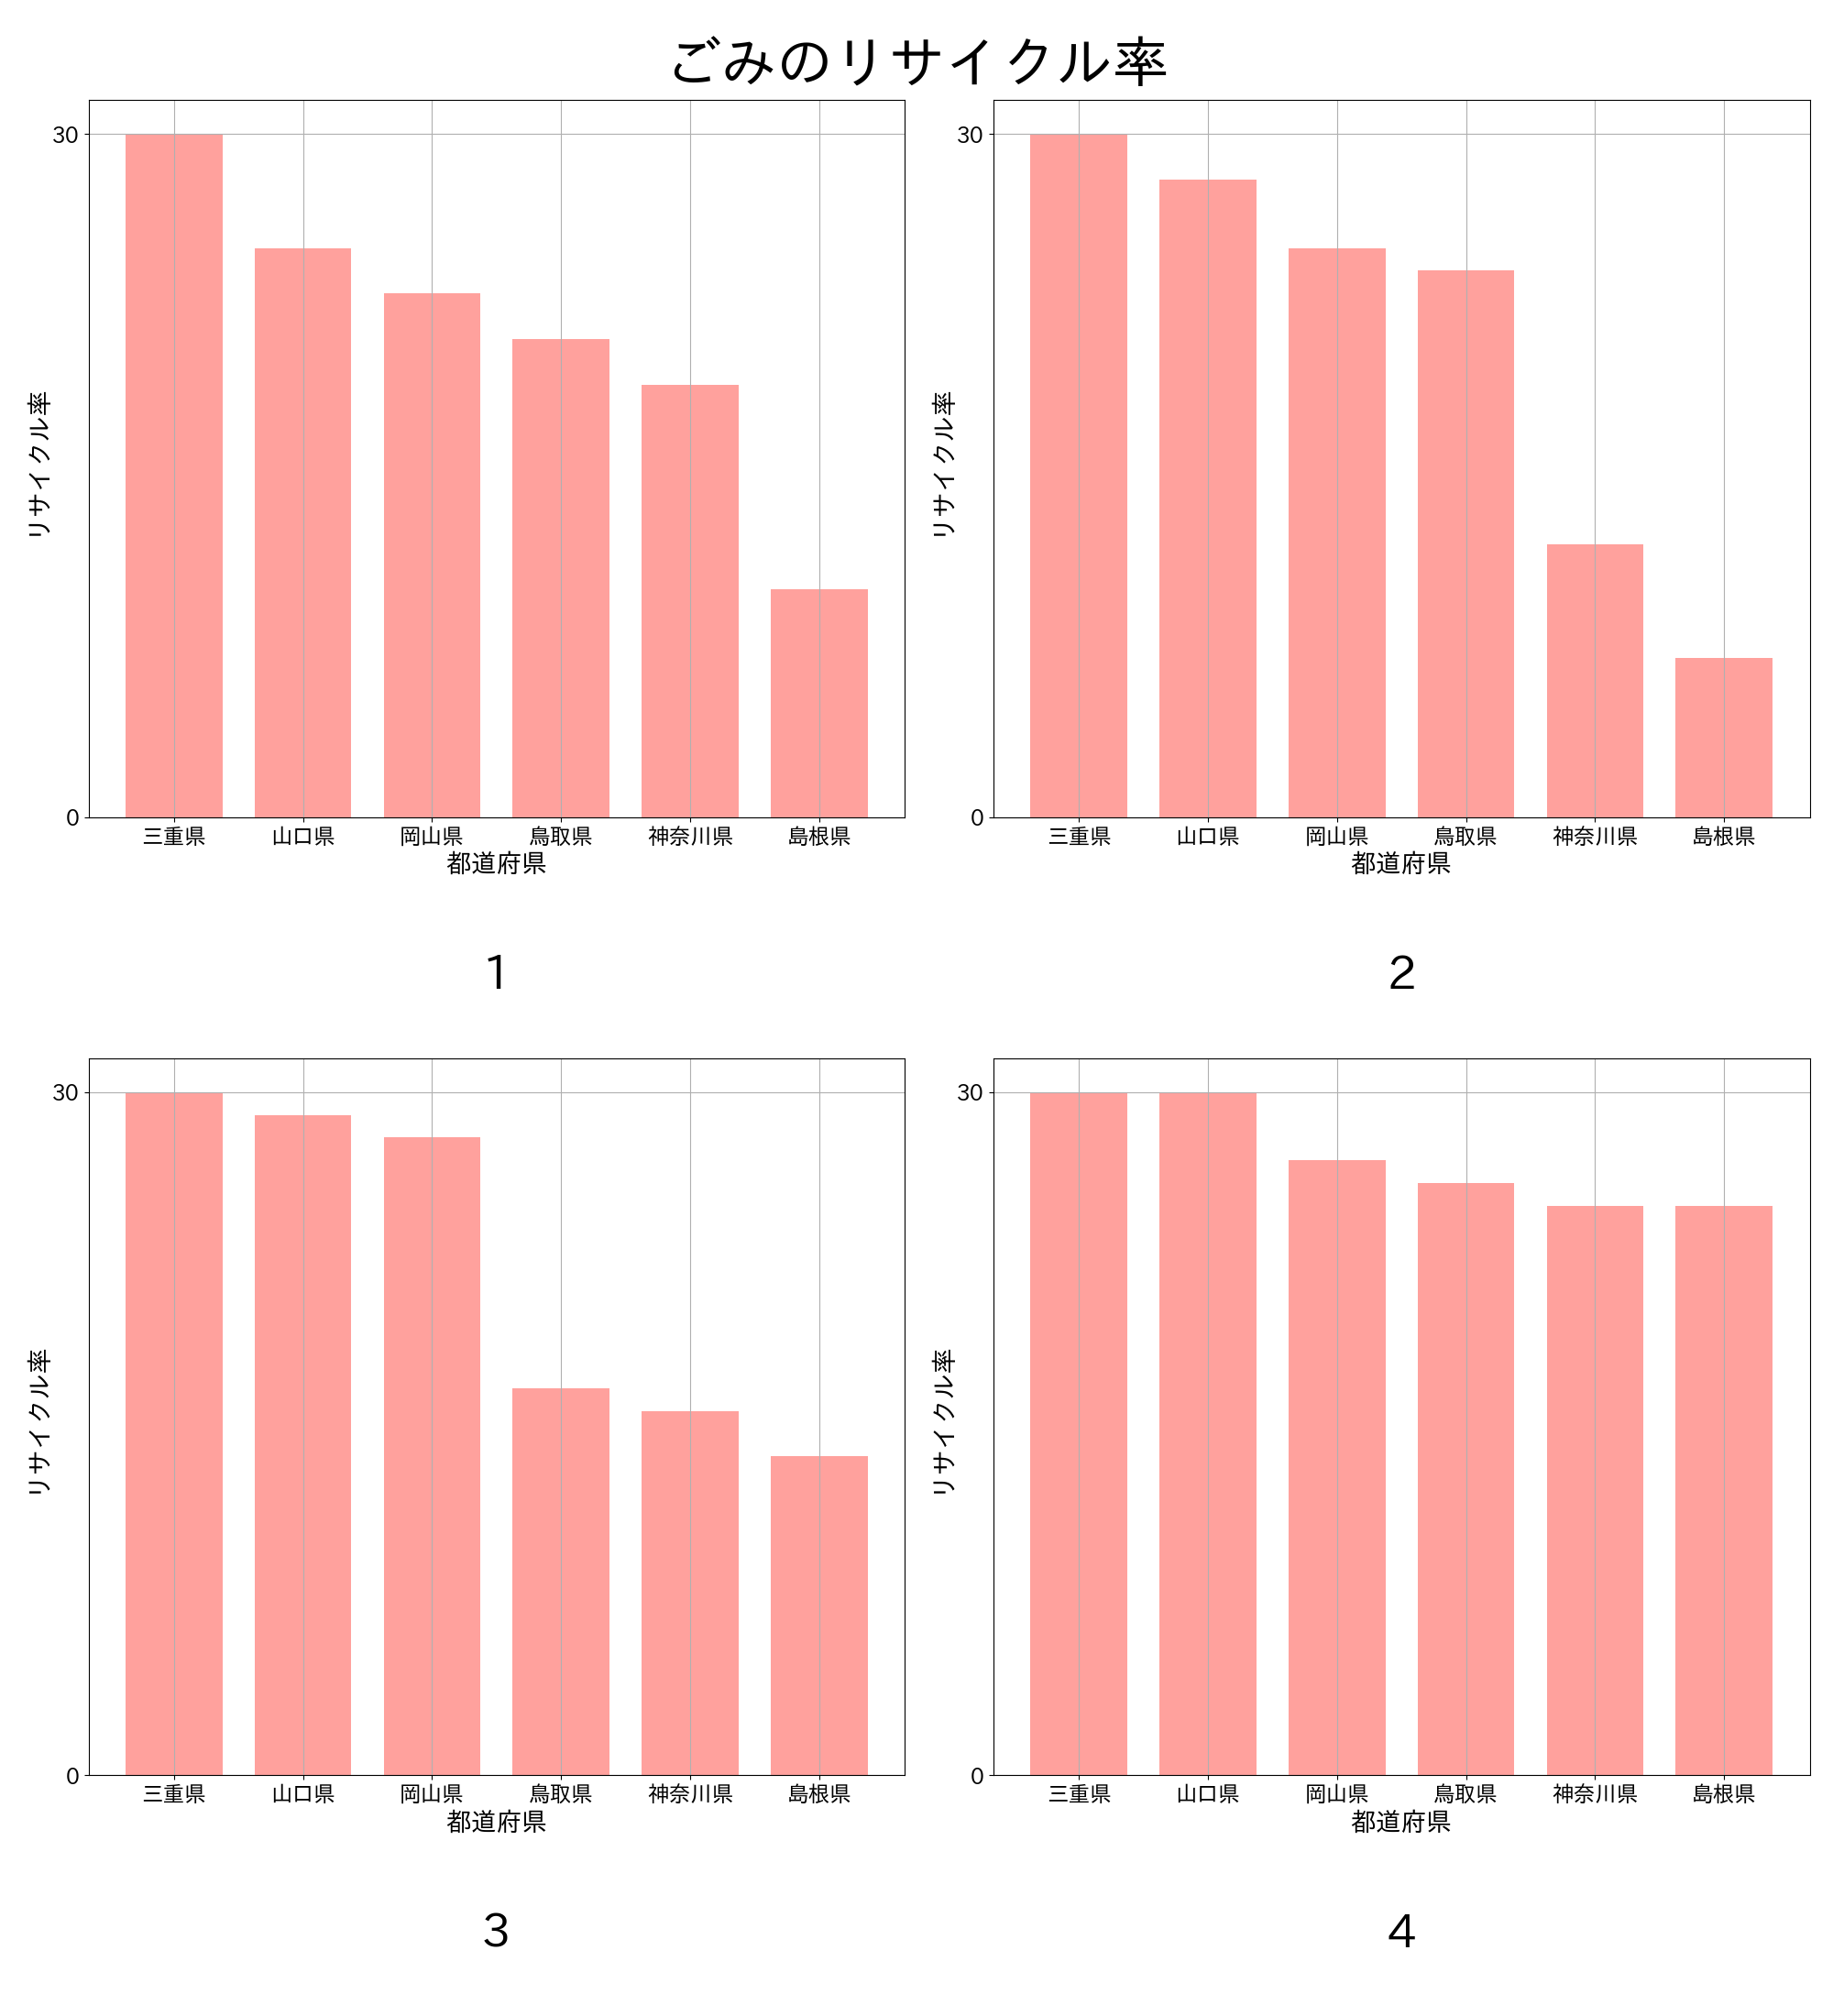 ごみのリサイクル率
30
0
リサイクル率
三重県 山口県 岡山県 鳥取県 神奈川県 島根県
都道府県
1
30
0
リサイクル率
三重県 山口県 岡山県 鳥取県 神奈川県 島根県
都道府県
2
30
0
リサイクル率
三重県 山口県 岡山県 鳥取県 神奈川県 島根県
都道府県
3
30
0
リサイクル率
三重県 山口県 岡山県 鳥取県 神奈川県 島根県
都道府県
4